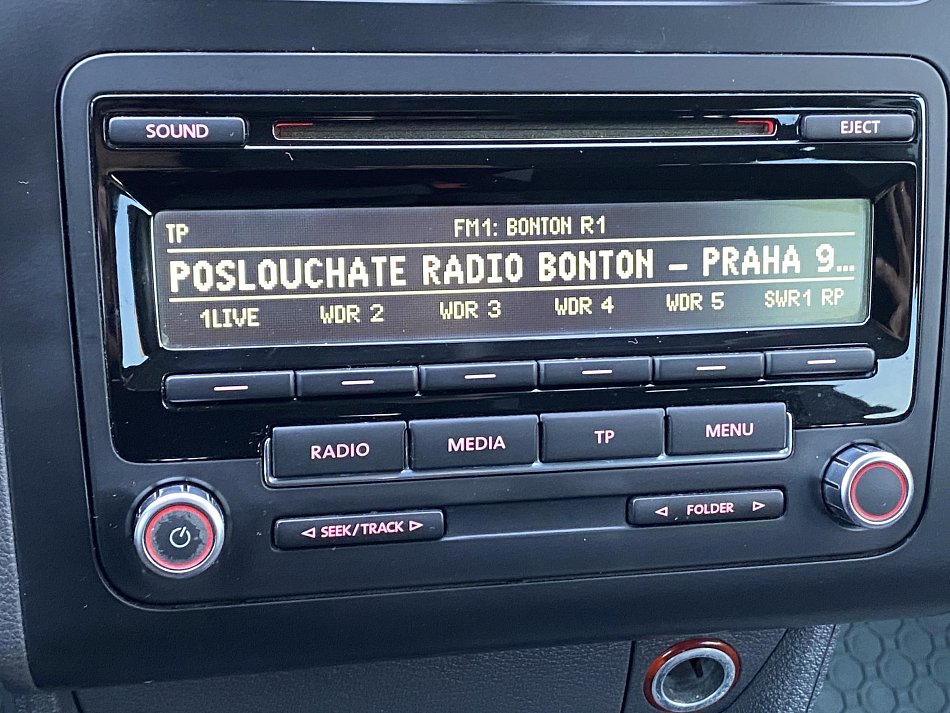 SOUND EJECT
TP FM1: BONTON R1
POSLOUCHATE RADIO BONTON – PRAHA 9...
1LIVE WDR 2 WDR 3 WDR 4 WDR 5 SWR1 RP
RADIO MEDIA TP MENU
◁ SEEK/TRACK ▷ ◁ FOLDER ▷